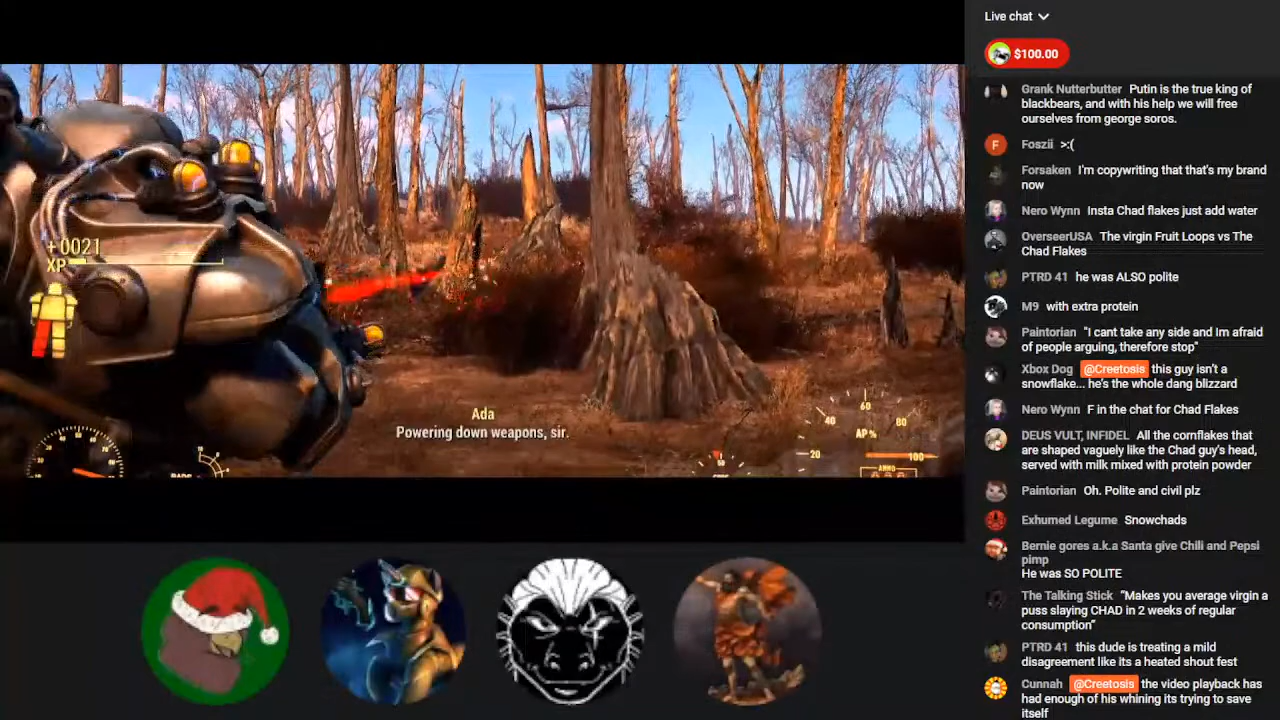 Live chat
$100.00
Grank Nutterbutter Putin is the true king of
blackbears, and with his help we will free
ourselves from george soros.
F
Foszii >:(
Forsaken I'm copywriting that that's my brand
now
Nero Wynn Insta Chad flakes just add water
OverseerUSA The virgin Fruit Loops vs The
Chad Flakes
PTRD 41 he was ALSO polite
M9 with extra protein
Paintorian "I cant take any side and Im afraid
of people arguing, therefore stop"
Xbox Dog @Creetosis this guy isn't a
snowflake... he's the whole dang blizzard
Nero Wynn F in the chat for Chad Flakes
DEUS VULT, INFIDEL All the cornflakes that
are shaped vaguely like the Chad guy's head,
served with milk mixed with protein powder
Paintorian Oh. Polite and civil plz
Exhumed Legume Snowchads
Bernie gores a.k.a Santa give Chili and Pepsi
pimp
He was SO POLITE
The Talking Stick "Makes you average virgin a
puss slaying CHAD in 2 weeks of regular
consumption"
PTRD 41 this dude is treating a mild
disagreement like its a heated shout fest
Cunnah @Creetosis the video playback has
had enough of his whining its trying to save
itself
+0021
XP
Ada
Powering down weapons, sir.
60
40
80
AP%
20
100
AMMO